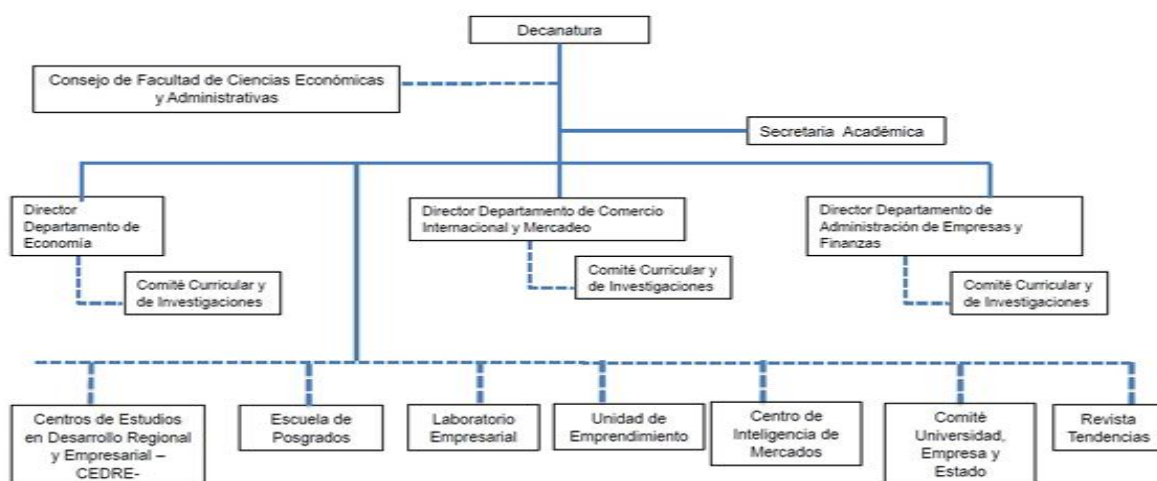 Decanatura
Consejo de Facultad de Ciencias Económicas
y Administrativas
Secretaria Académica
Director
Departamento de
Economía
Director Departamento de Comercio
Internacional y Mercadeo
Director Departamento de
Administración de Empresas y
Finanzas
Comité Curricular y
de Investigaciones
Comité Curricular y
de Investigaciones
Comité Curricular y
de Investigaciones
Centros de Estudios
en Desarrollo Regional
y Empresarial –
CEDRE-
Escuela de
Posgrados
Laboratorio
Empresarial
Unidad de
Emprendimiento
Centro de
Inteligencia de
Mercados
Comité
Universidad,
Empresa y
Estado
Revista
Tendencias